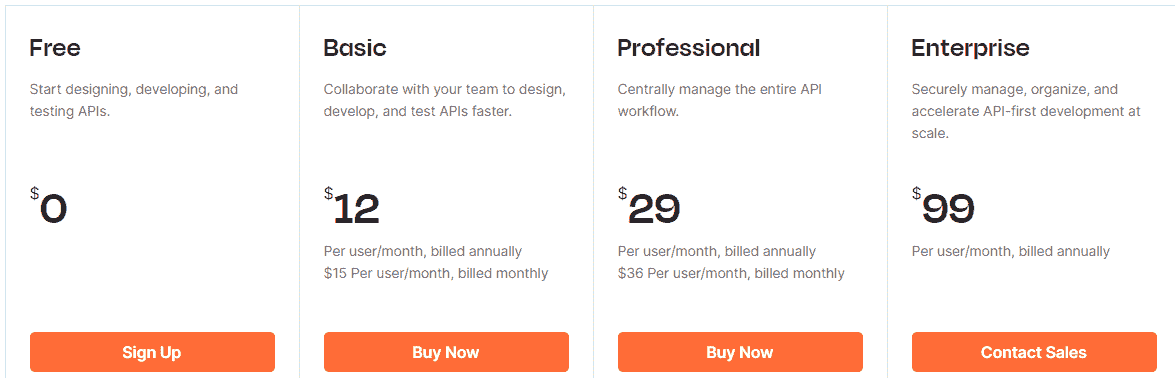 Free
Start designing, developing, and
testing APIs.
$0
Sign Up
Basic
Collaborate with your team to design,
develop, and test APIs faster.
$12
Per user/month, billed annually
$15 Per user/month, billed monthly
Buy Now
Professional
Centrally manage the entire API
workflow.
$29
Per user/month, billed annually
$36 Per user/month, billed monthly
Buy Now
Enterprise
Securely manage, organize, and
accelerate API-first development at
scale.
$99
Per user/month, billed annually
Contact Sales